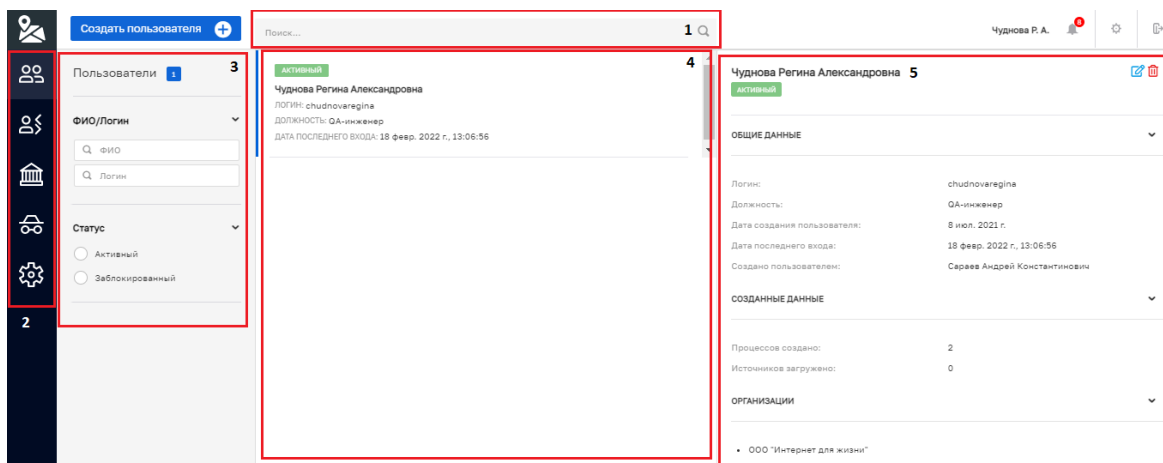 Создать пользователя
Поиск...
1
Чуднова Р. А.
8
2
Пользователи 1
3
ФИО/Логин
ФИО
Логин
Статус
Активный
Заблокированный
4
АКТИВНЫЙ
Чуднова Регина Александровна
ЛОГИН: chudnovaregina
ДОЛЖНОСТЬ: QA-инженер
ДАТА ПОСЛЕДНЕГО ВХОДА: 18 февр. 2022 г., 13:06:56
Чуднова Регина Александровна 5
АКТИВНЫЙ
ОБЩИЕ ДАННЫЕ
Логин: chudnovaregina
Должность: QA-инженер
Дата создания пользователя: 8 июл. 2021 г.
Дата последнего входа: 18 февр. 2022 г., 13:06:56
Создано пользователем: Сараев Андрей Константинович
СОЗДАННЫЕ ДАННЫЕ
Процессов создано: 2
Источников загружено: 0
ОРГАНИЗАЦИИ
• ООО "Интернет для жизни"